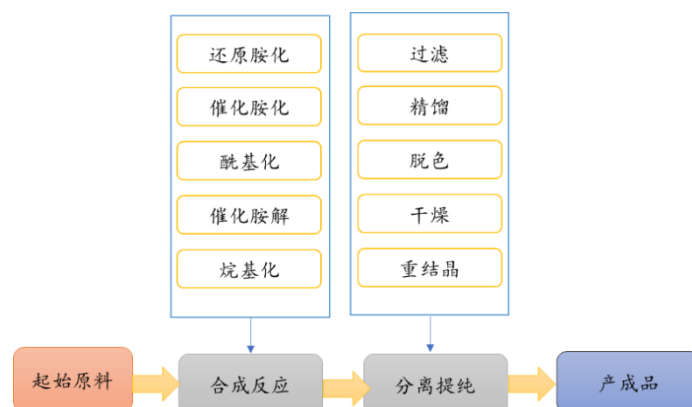 还原胺化
催化胺化
酰基化
催化胺解
烷基化
过滤
精馏
脱色
干燥
重结晶
起始原料
合成反应
分离提纯
产成品